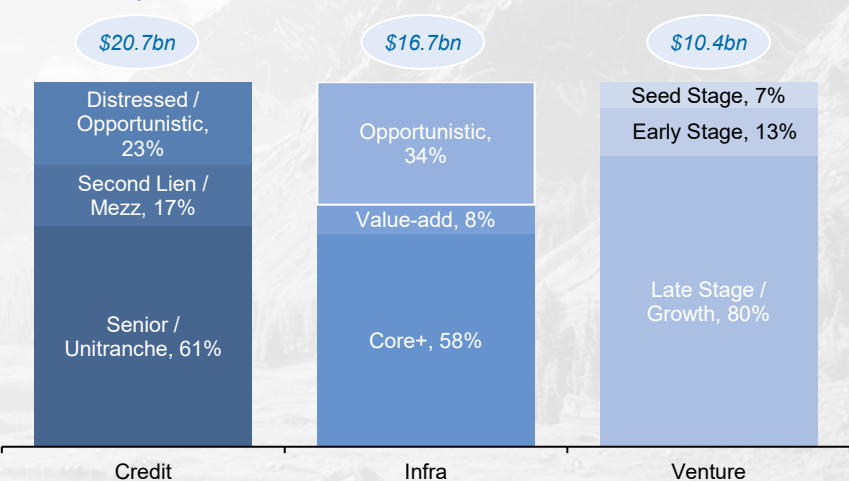 $20.7bn
$16.7bn
$10.4bn
Distressed /
Opportunistic,
23%
Second Lien /
Mezz, 17%
Senior /
Unitranche, 61%
Opportunistic,
34%
Value-add, 8%
Core+, 58%
Seed Stage, 7%
Early Stage, 13%
Late Stage /
Growth, 80%
Credit
Infra
Venture